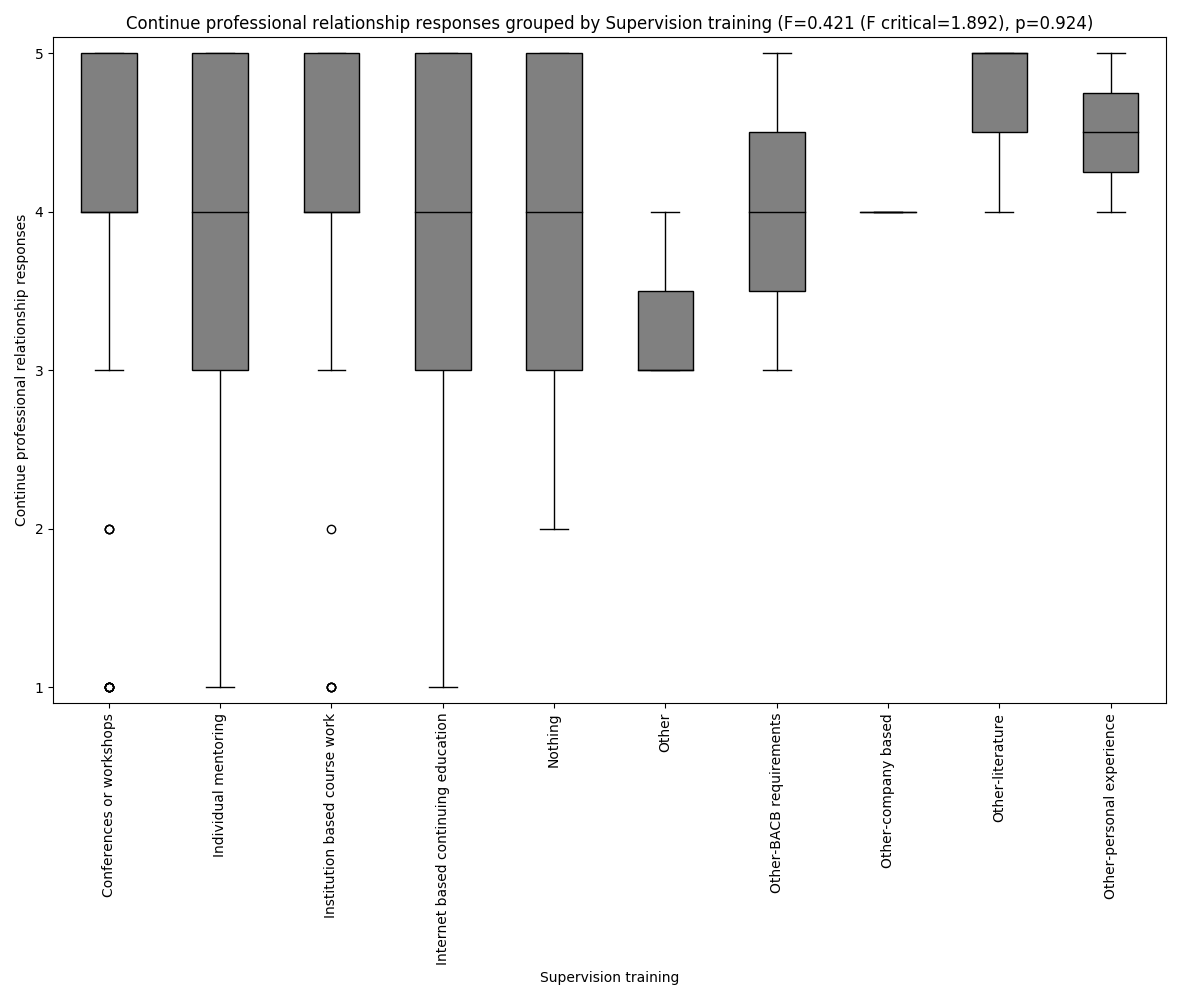 Continue professional relationship responses grouped by Supervision training (F=0.421 (F critical=1.892), p=0.924)
Continue professional relationship responses
5
4
3
2
1
Conferences or workshops
Individual mentoring
Institution based course work
Internet based continuing education
Nothing
Other
Other-BACB requirements
Other-company based
Other-literature
Other-personal experience
Supervision training